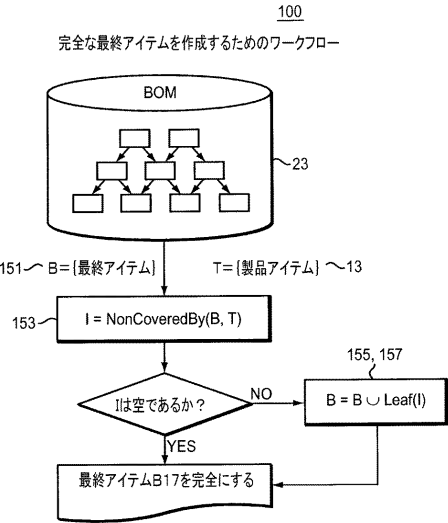 100
完全な最終アイテムを作成するためのワークフロー
BOM
23
151 B={最終アイテム} T={製品アイテム} 13
153 I = NonCoveredBy(B, T)
155, 157
Iは空であるか? NO B = B ∪ Leaf(I)
YES
最終アイテムB17を完全にする